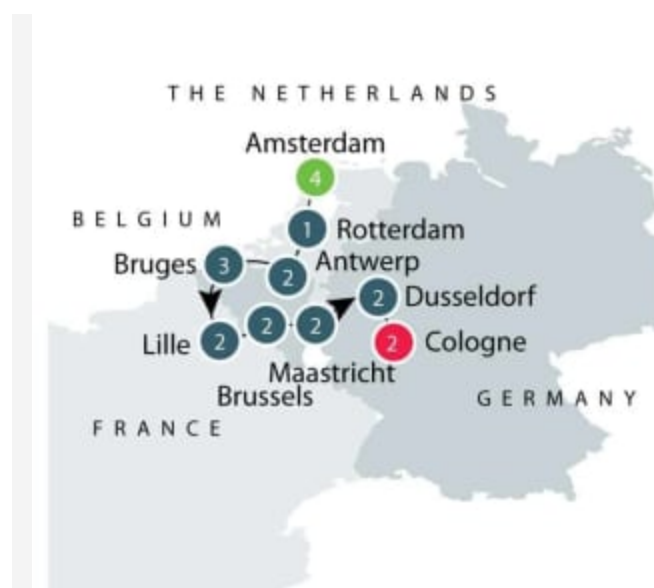 THE NETHERLANDS
Amsterdam
4
BELGIUM
1 Rotterdam
Bruges 3
2 Antwerp
2 Dusseldorf
Lille 2
2
2
2 Cologne
Maastricht
Brussels
GERMANY
FRANCE